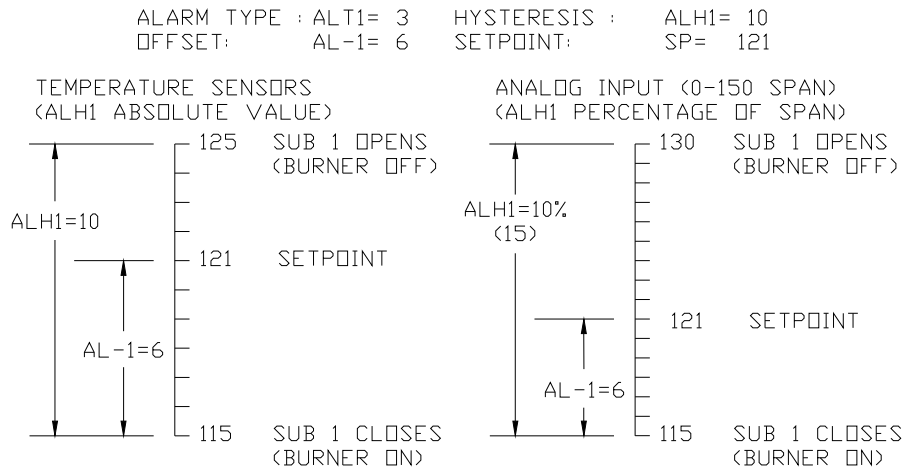 ALARM TYPE : ALT1= 3 HYSTERESIS : ALH1= 10
OFFSET: AL-1= 6 SETPOINT: SP= 121
TEMPERATURE SENSORS
(ALH1 ABSOLUTE VALUE)
125 SUB 1 OPENS
(BURNER OFF)
ALH1=10
121 SETPOINT
AL-1=6
115 SUB 1 CLOSES
(BURNER ON)
ANALOG INPUT (0-150 SPAN)
(ALH1 PERCENTAGE OF SPAN)
130 SUB 1 OPENS
(BURNER OFF)
ALH1=10%
(15)
121 SETPOINT
AL-1=6
115 SUB 1 CLOSES
(BURNER ON)